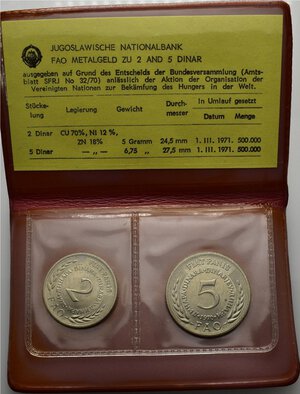 JUGOSLAWISCHE NATIONALBANK
FAO METALGELD ZU 2 AND 5 DINAR
ausgegeben auf Grund des Entscheids der Bundesversammlung (Amts-
blatt SFRJ No 32/70) anlässlich der Aktion der Organisation der
Vereinigten Nationen zur Bekämfung des Hungers in der Welt.
Stücke- Legierung Gewicht Durch- In Umlauf gesetzt
lung messer Datum Menge
2 Dinar CU 70%, NI 12 %,
ZN 18% 5 Gramm 24,5 mm 1. III. 1971. 500.000
5 Dinar — „ — 6,75 „ 27,5 mm 1. III. 1971. 500.000
2
FAO
FIAT PANIS
5
FAO